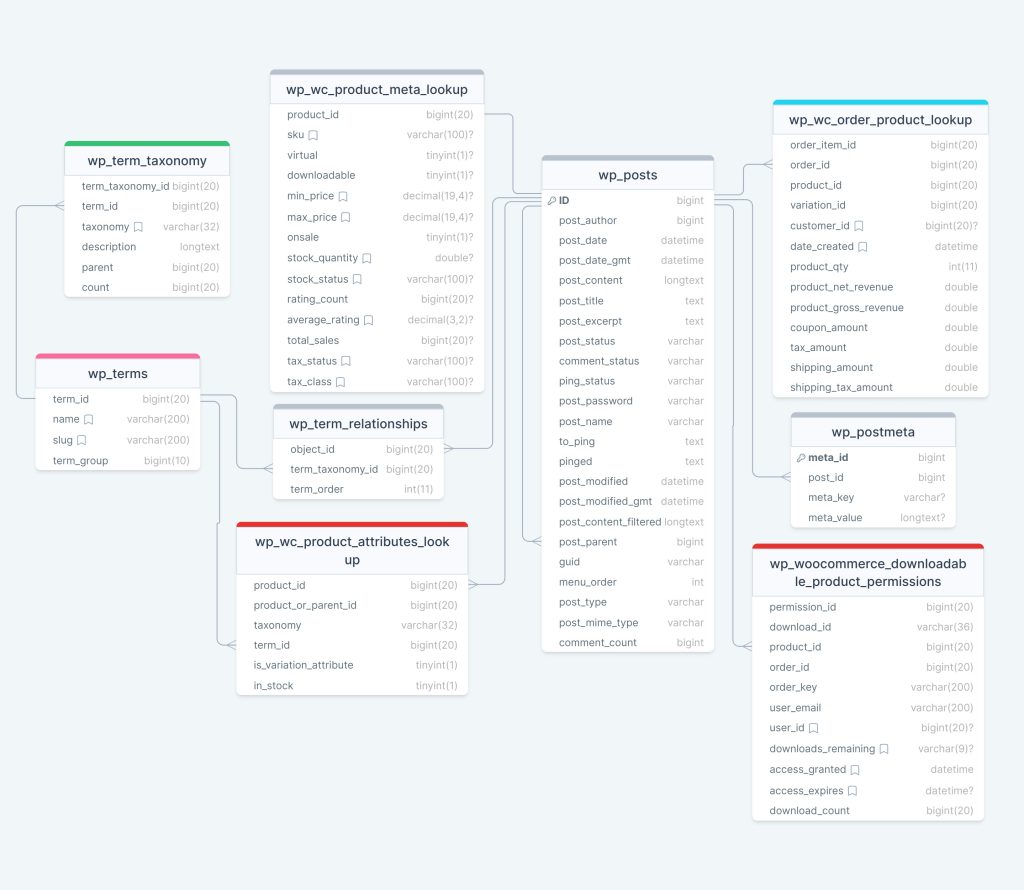 wp_wc_product_meta_lookup
product_id bigint(20)
sku varchar(100)?
virtual tinyint(1)?
downloadable tinyint(1)?
min_price decimal(19,4)?
max_price decimal(19,4)?
onsale tinyint(1)?
stock_quantity double?
stock_status varchar(100)?
rating_count bigint(20)?
average_rating decimal(3,2)?
total_sales bigint(20)?
tax_status varchar(100)?
tax_class varchar(100)?
wp_wc_order_product_lookup
order_item_id bigint(20)
order_id bigint(20)
product_id bigint(20)
variation_id bigint(20)
customer_id bigint(20)?
date_created datetime
product_qty int(11)
product_net_revenue double
product_gross_revenue double
coupon_amount double
tax_amount double
shipping_amount double
shipping_tax_amount double
wp_term_taxonomy
term_taxonomy_id bigint(20)
term_id bigint(20)
taxonomy varchar(32)
description longtext
parent bigint(20)
count bigint(20)
wp_posts
ID bigint
post_author bigint
post_date datetime
post_date_gmt datetime
post_content longtext
post_title text
post_excerpt text
post_status varchar
comment_status varchar
ping_status varchar
post_password varchar
post_name varchar
to_ping text
pinged text
post_modified datetime
post_modified_gmt datetime
post_content_filtered longtext
post_parent bigint
guid varchar
menu_order int
post_type varchar
post_mime_type varchar
comment_count bigint
wp_terms
term_id bigint(20)
name varchar(200)
slug varchar(200)
term_group bigint(10)
wp_term_relationships
object_id bigint(20)
term_taxonomy_id bigint(20)
term_order int(11)
wp_postmeta
meta_id bigint
post_id bigint
meta_key varchar?
meta_value longtext?
wp_wc_product_attributes_look
up
product_id bigint(20)
product_or_parent_id bigint(20)
taxonomy varchar(32)
term_id bigint(20)
is_variation_attribute tinyint(1)
in_stock tinyint(1)
wp_woocommerce_downloadab
le_product_permissions
permission_id bigint(20)
download_id varchar(36)
product_id bigint(20)
order_id bigint(20)
order_key varchar(200)
user_email varchar(200)
user_id bigint(20)?
downloads_remaining varchar(9)?
access_granted datetime
access_expires datetime?
download_count bigint(20)